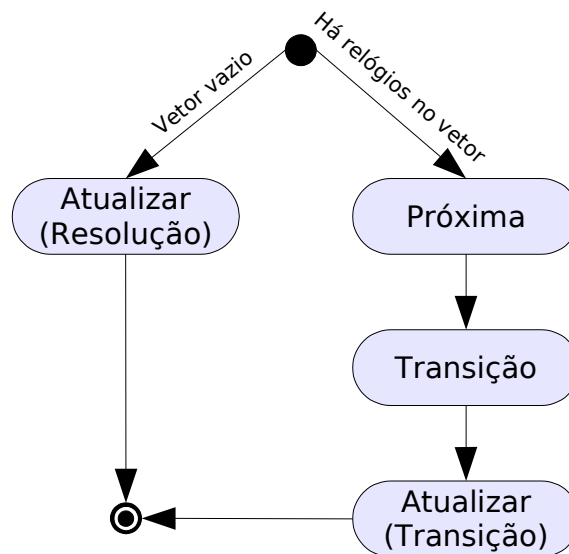 Vetor vazio
Há relógios no vetor
Atualizar
(Resolução)
Próxima
Transição
Atualizar
(Transição)